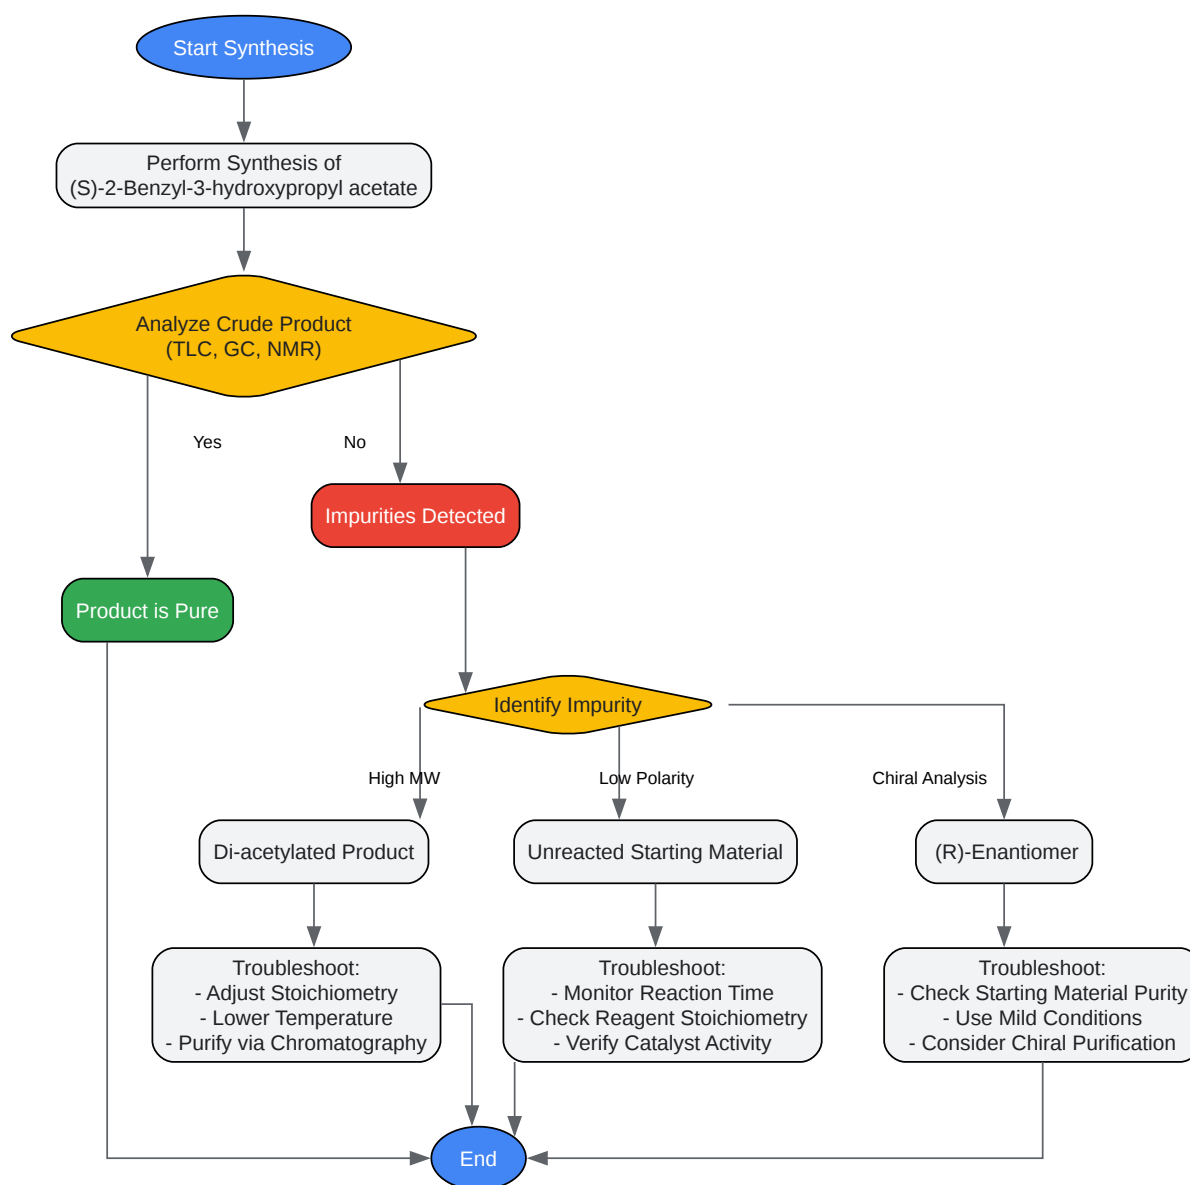 Start Synthesis
Perform Synthesis of
(S)-2-Benzyl-3-hydroxypropyl acetate
Analyze Crude Product
(TLC, GC, NMR)
Yes
No
Impurities Detected
Product is Pure
Identify Impurity
High MW
Low Polarity
Chiral Analysis
Di-acetylated Product
Unreacted Starting Material
(R)-Enantiomer
Troubleshoot:
- Adjust Stoichiometry
- Lower Temperature
- Purify via Chromatography
Troubleshoot:
- Monitor Reaction Time
- Check Reagent Stoichiometry
- Verify Catalyst Activity
Troubleshoot:
- Check Starting Material Purity
- Use Mild Conditions
- Consider Chiral Purification
End